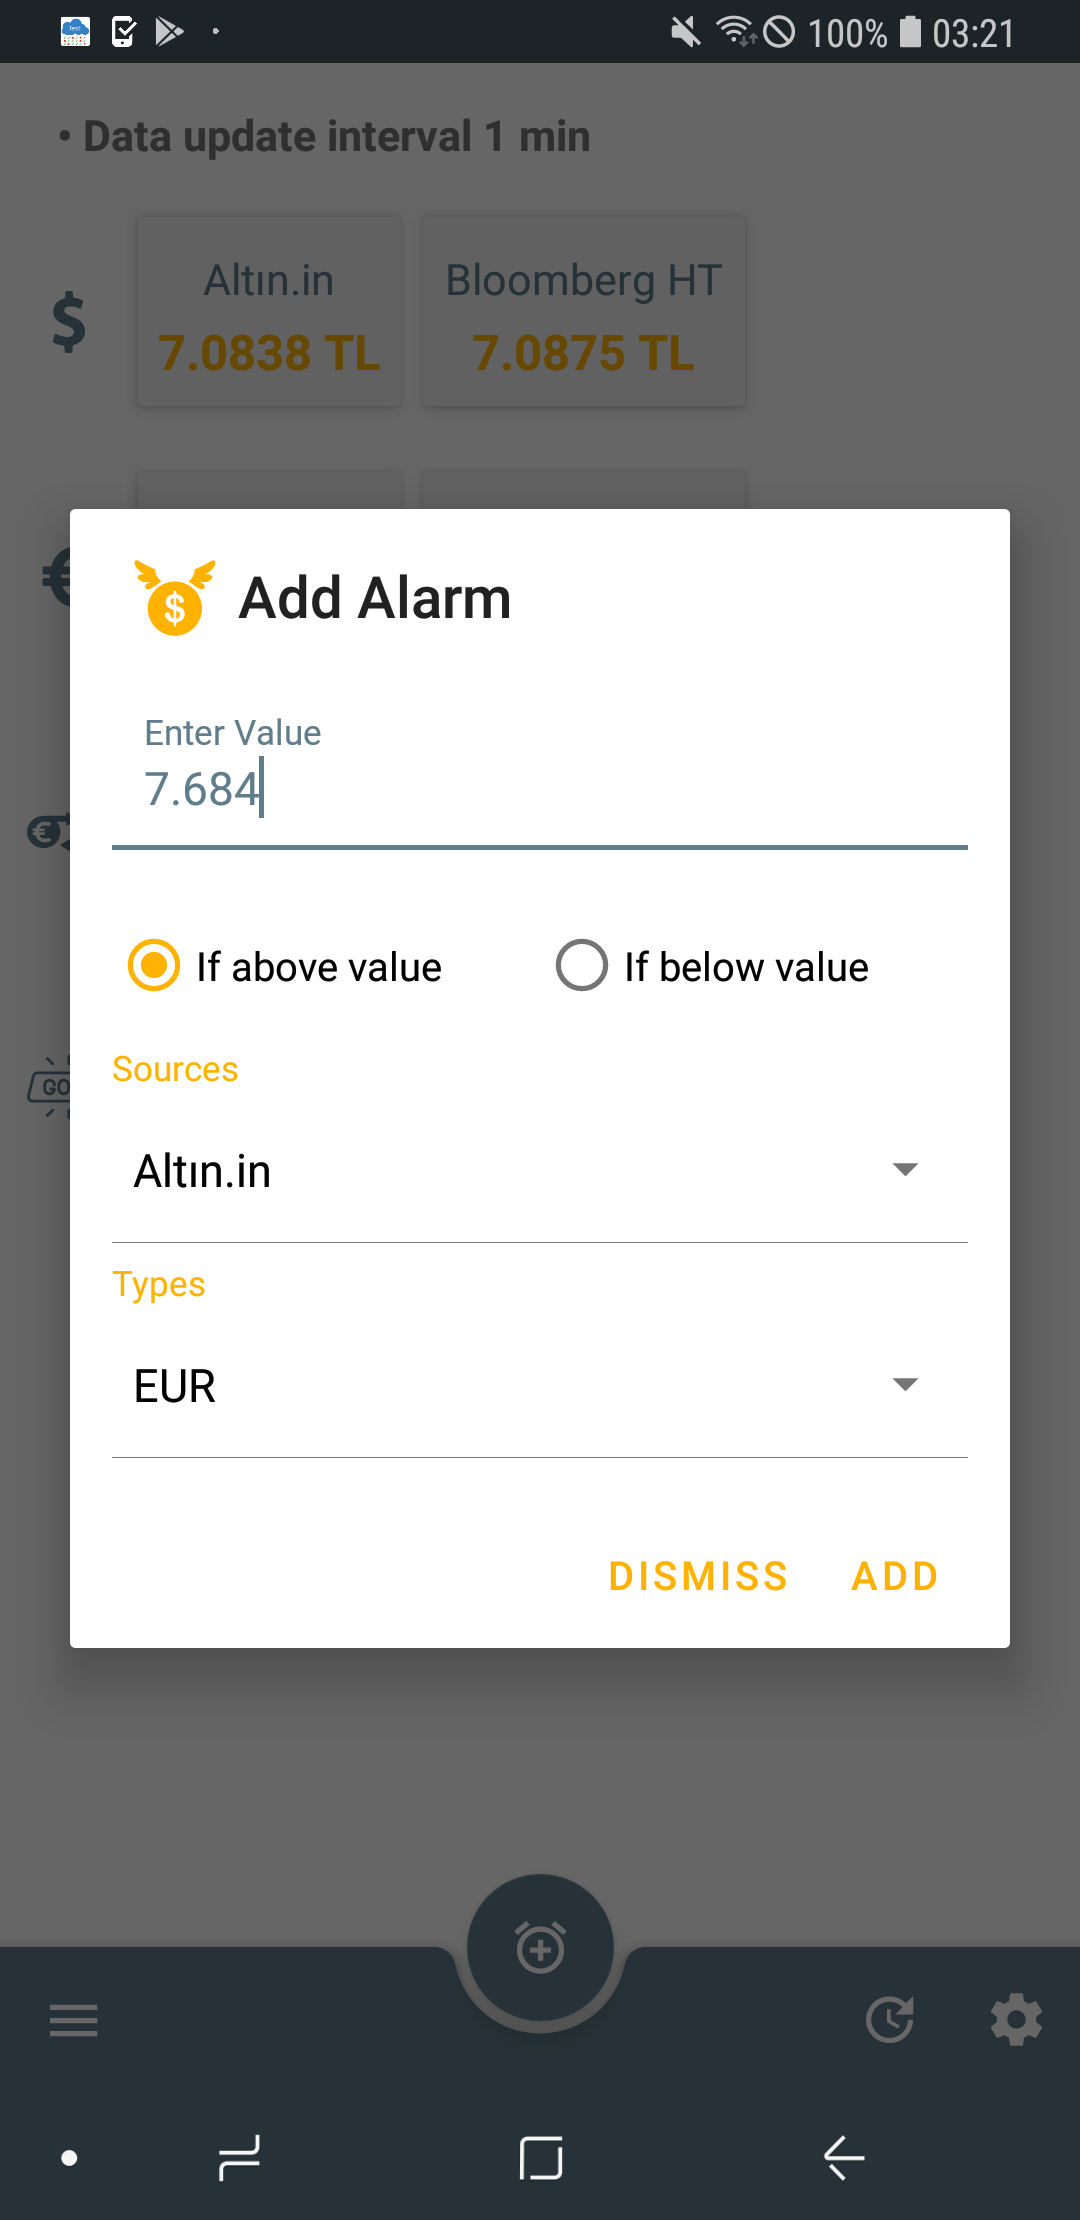 100% 03:21
• Data update interval 1 min
Altın.in Bloomberg HT
$ 7.0838 TL 7.0875 TL
€
$ Add Alarm
Enter Value
7.684
€
If above value If below value
Sources
GO
Altın.in
Types
EUR
DISMISS ADD